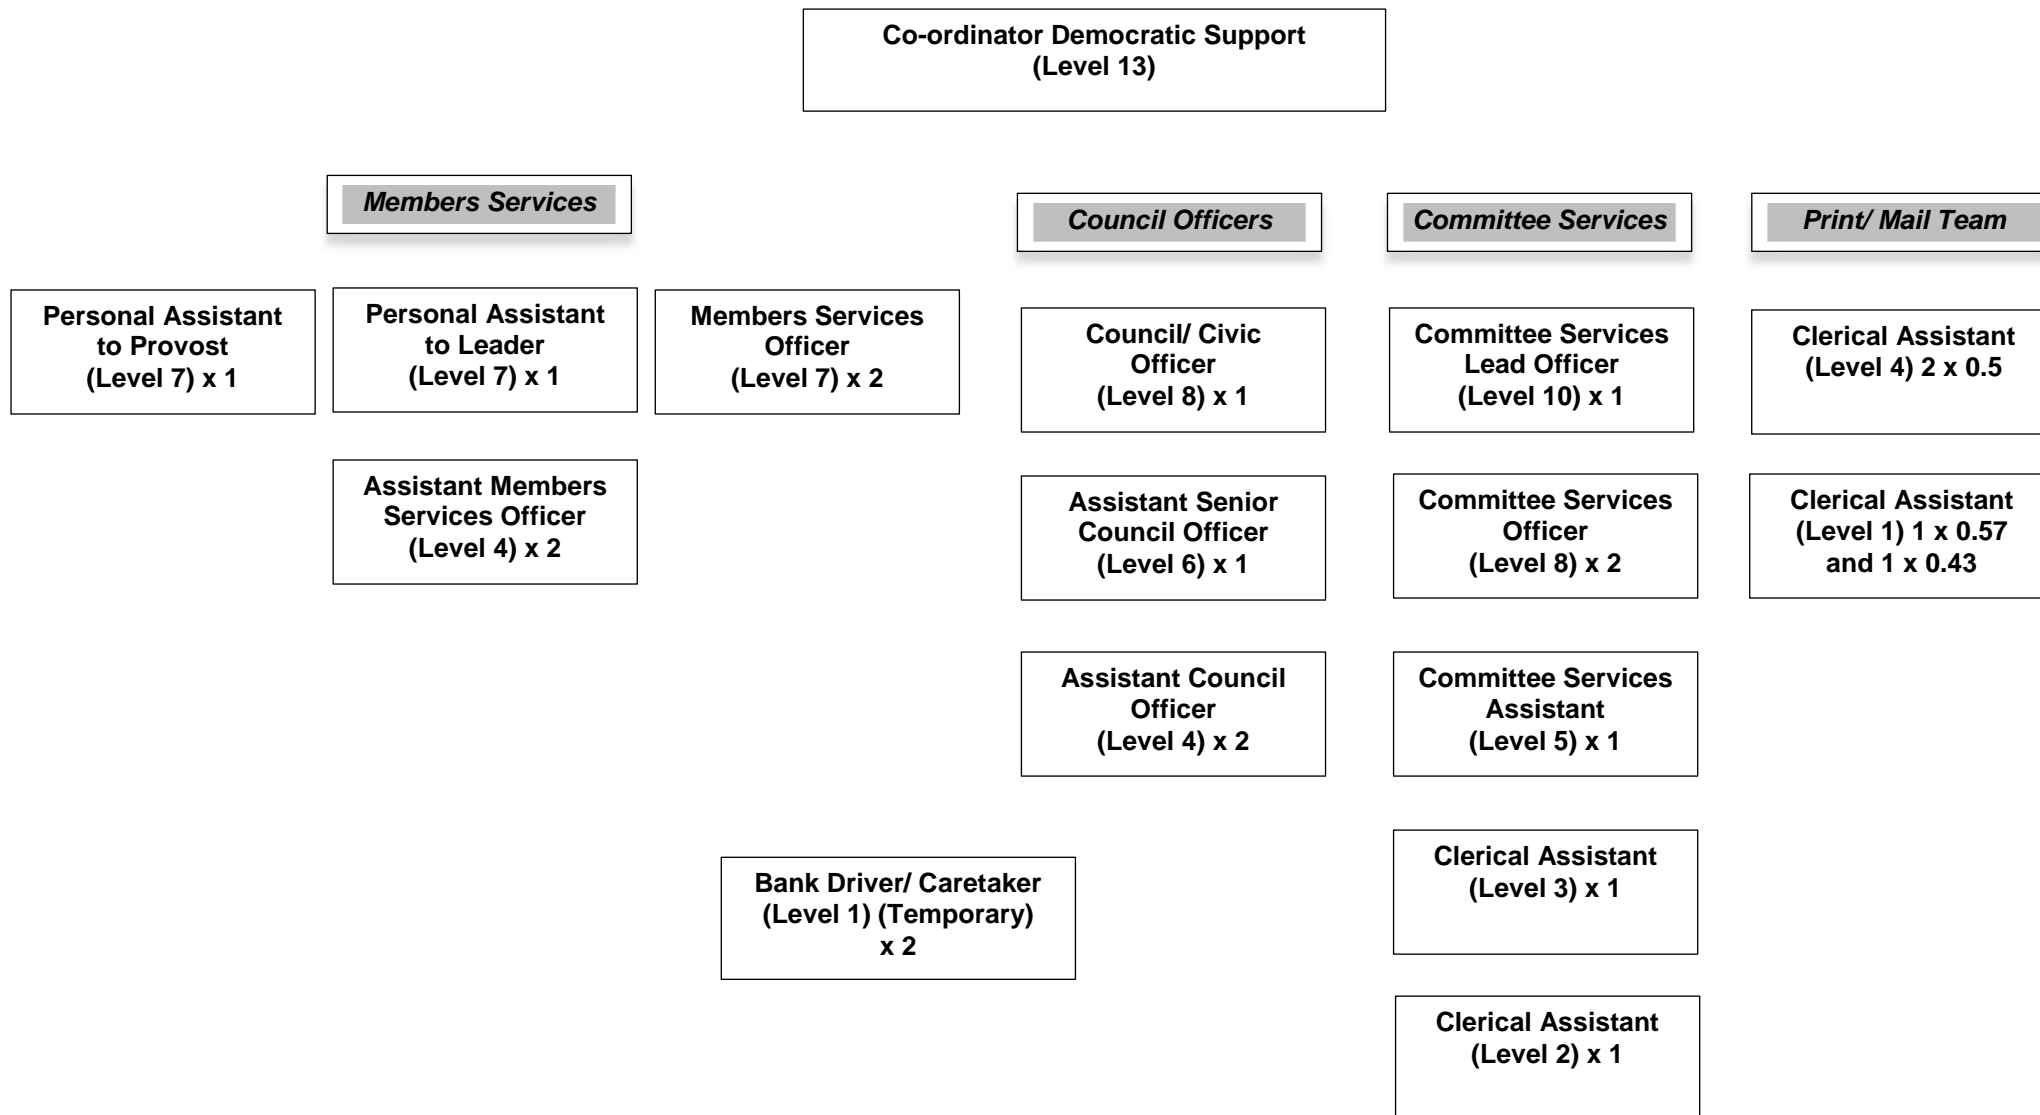 Co-ordinator Democratic Support
(Level 13)
Members Services
Council Officers
Committee Services
Print/ Mail Team
Personal Assistant
to Provost
(Level 7) x 1
Personal Assistant
to Leader
(Level 7) x 1
Members Services
Officer
(Level 7) x 2
Council/ Civic
Officer
(Level 8) x 1
Committee Services
Lead Officer
(Level 10) x 1
Clerical Assistant
(Level 4) 2 x 0.5
Assistant Members
Services Officer
(Level 4) x 2
Assistant Senior
Council Officer
(Level 6) x 1
Committee Services
Officer
(Level 8) x 2
Clerical Assistant
(Level 1) 1 x 0.57
and 1 x 0.43
Assistant Council
Officer
(Level 4) x 2
Committee Services
Assistant
(Level 5) x 1
Bank Driver/ Caretaker
(Level 1) (Temporary)
x 2
Clerical Assistant
(Level 3) x 1
Clerical Assistant
(Level 2) x 1